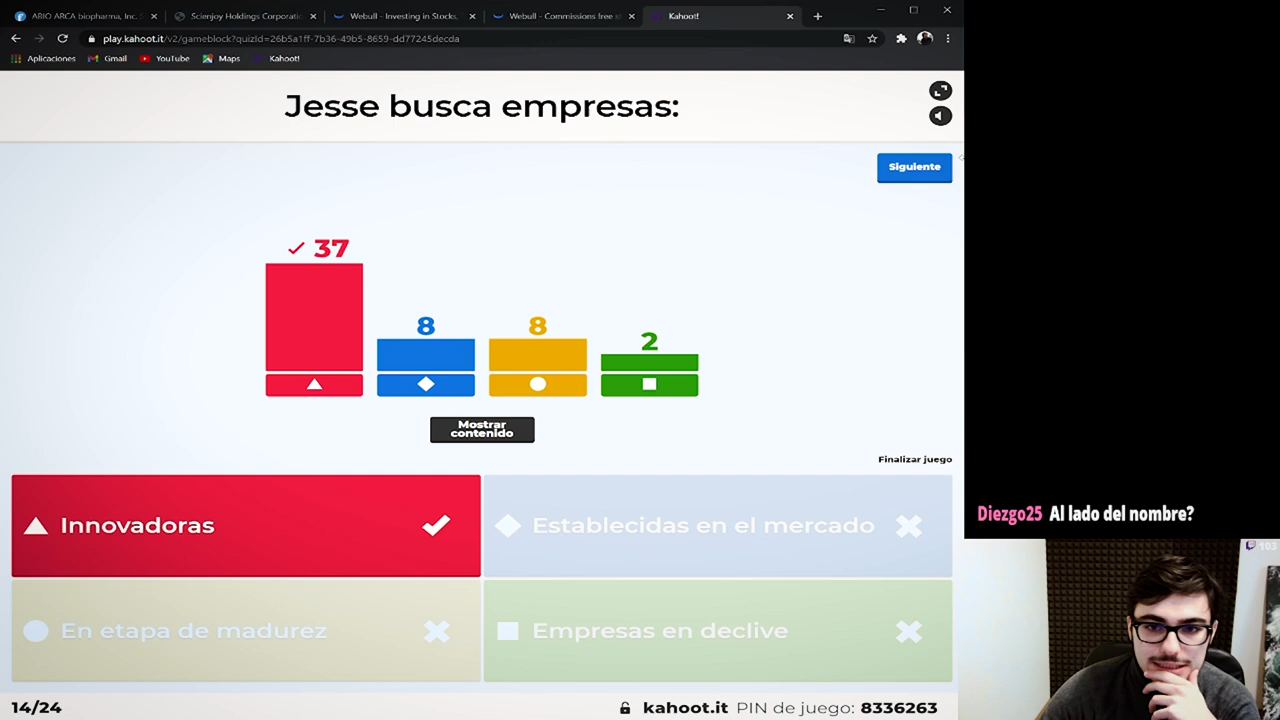 ABIO ARCA biopharma, Inc. S
Scienjoy Holdings Corporatio
Webull - Investing in Stocks,
Webull - Commissions free st
Kahoot!
play.kahoot.it/v2/gameblock?quizId=26b5a1ff-7b36-49b5-8659-dd77245decda
Aplicaciones
Gmail
YouTube
Maps
Kahoot!
Jesse busca empresas:
Siguiente
37
8
8
2
Mostrar
contenido
Finalizar juego
Innovadoras
Establecidas en el mercado
En etapa de madurez
Empresas en declive
14/24
kahoot.it PIN de juego: 8336263
Diezgo25 Al lado del nombre?
103